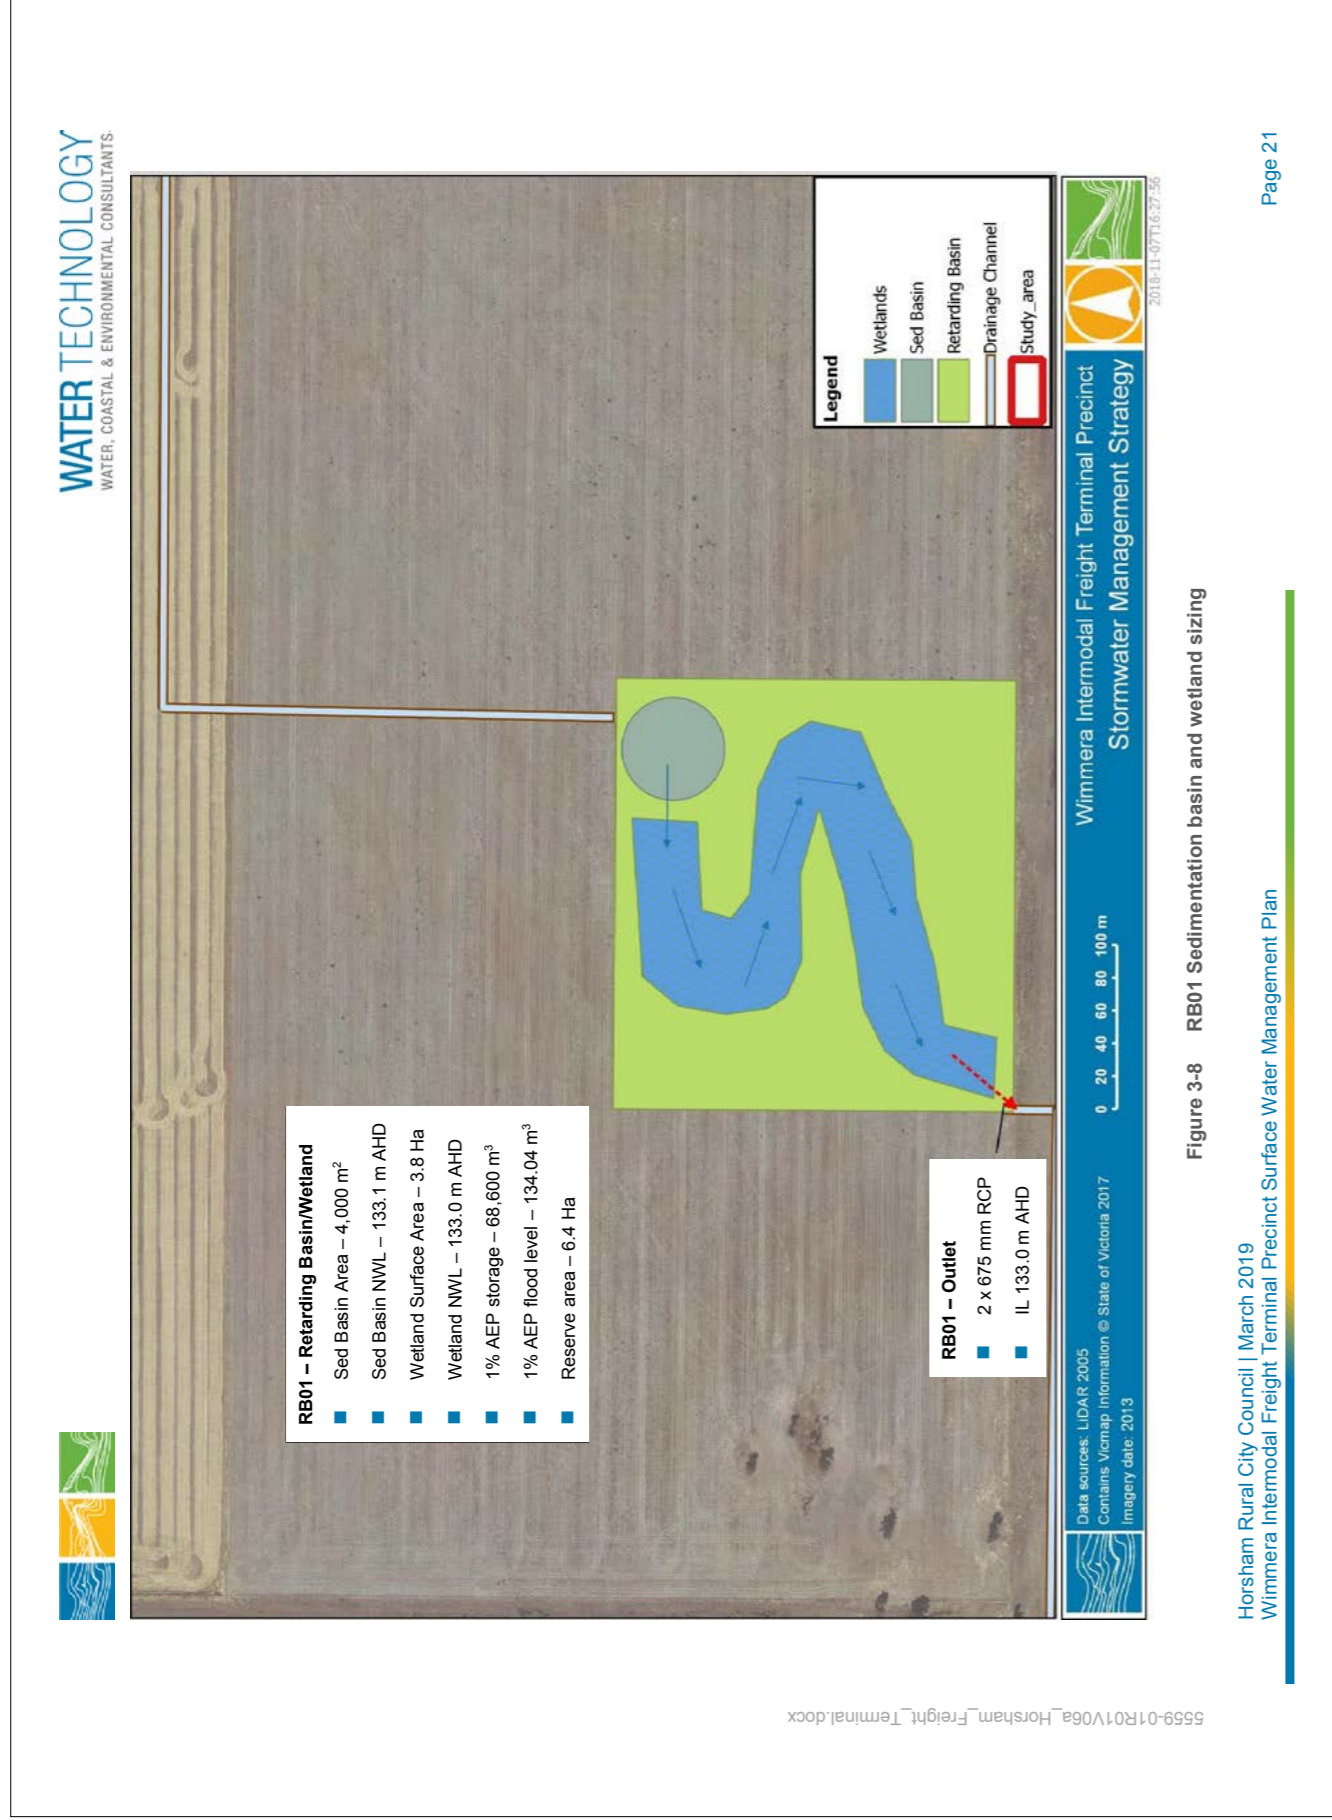 WATER TECHNOLOGY
WATER, COASTAL & ENVIRONMENTAL CONSULTANTS
RB01 – Retarding Basin/Wetland
■ Sed Basin Area – 4,000 m²
■ Sed Basin NWL – 133.1 m AHD
■ Wetland Surface Area – 3.8 Ha
■ Wetland NWL – 133.0 m AHD
■ 1% AEP storage – 68,600 m³
■ 1% AEP flood level – 134.04 m³
■ Reserve area – 6.4 Ha
RB01 – Outlet
■ 2 x 675 mm RCP
■ IL 133.0 m AHD
Legend
Wetlands
Sed Basin
Retarding Basin
Drainage Channel
Study_area
Data sources: LiDAR 2005
Contains Vicmap Information © State of Victoria 2017
Imagery date: 2013
0 20 40 60 80 100 m
Wimmera Intermodal Freight Terminal Precinct
Stormwater Management Strategy
2018-11-07T16:27:56
Figure 3-8 RB01 Sedimentation basin and wetland sizing
Horsham Rural City Council | March 2019
Wimmera Intermodal Freight Terminal Precinct Surface Water Management Plan
Page 21
5559-01R01V06a_Horsham_Freight_Terminal.docx